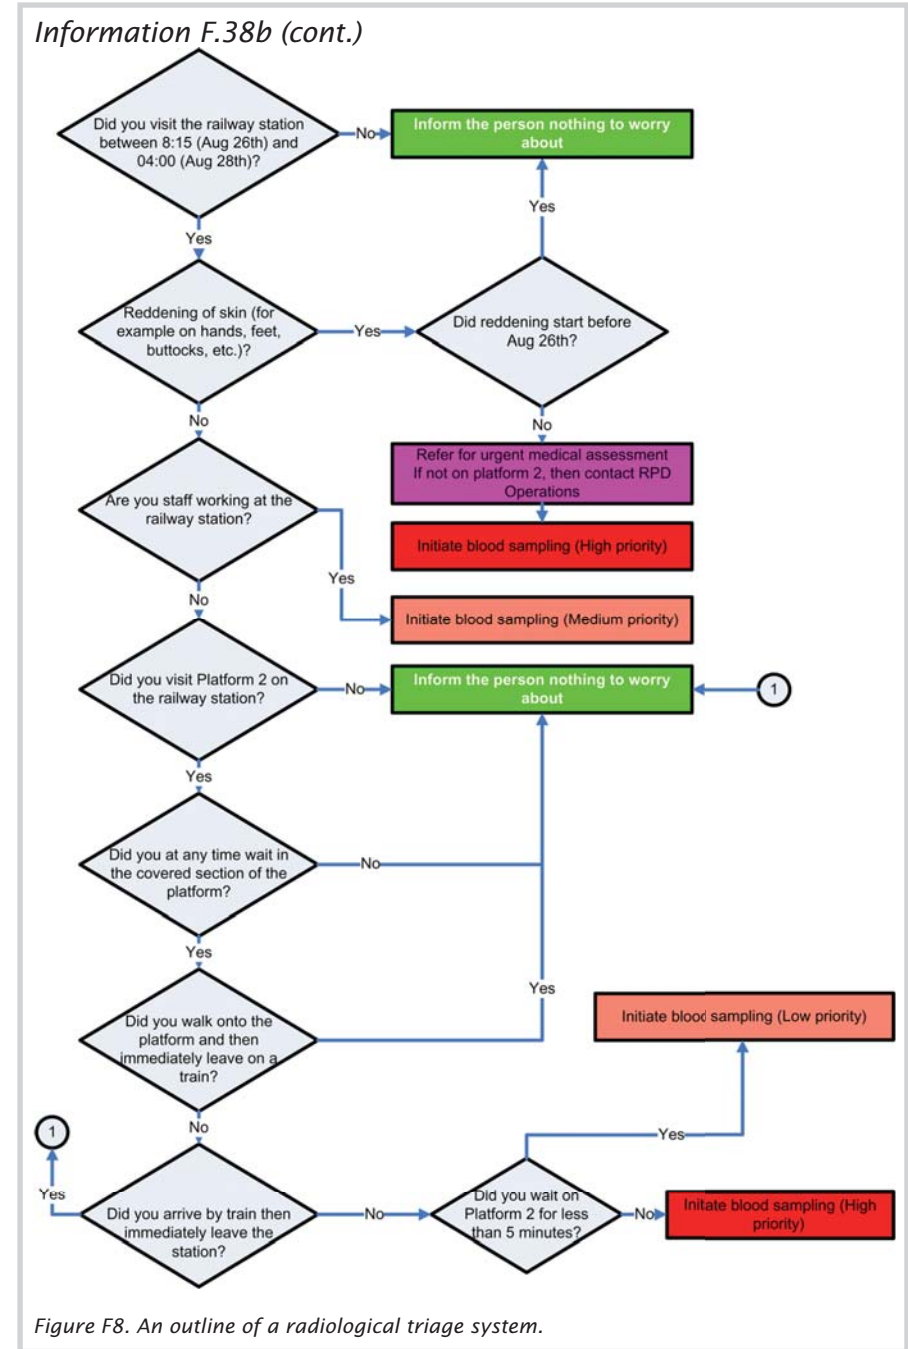 Information F.38b (cont.)
Did you visit the railway station
between 8:15 (Aug 26th) and
04:00 (Aug 28th)?
No
Inform the person nothing to worry
about
Yes
Yes
Reddening of skin (for
example on hands, feet,
buttocks, etc.)?
Yes
Did reddening start before
Aug 26th?
No
No
Refer for urgent medical assessment
If not on platform 2, then contact RPD
Operations
Are you staff working at the
railway station?
Initiate blood sampling (High priority)
Yes
No
Initiate blood sampling (Medium priority)
Did you visit Platform 2 on
the railway station?
No
Inform the person nothing to worry
about
1
Yes
Did you at any time wait in
the covered section of the
platform?
No
Yes
Yes
Did you walk onto the
platform and then
immediately leave on a
train?
Initiate blood sampling (Low priority)
No
1
Yes
Yes
Did you arrive by train then
immediately leave the
station?
No
Did you wait on
Platform 2 for less
than 5 minutes?
No
Initate blood sampling (High
priority)
Figure F8. An outline of a radiological triage system.